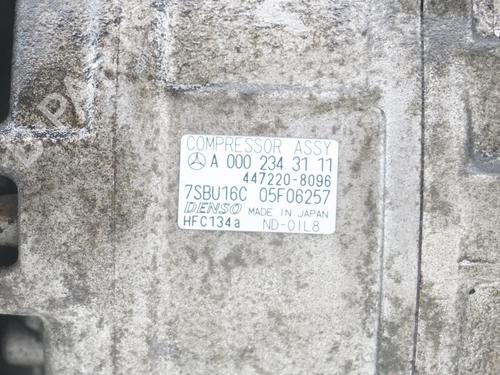 COMPRESSOR ASSY
A 000 234 31 11
447220-8096
7SBU16C 05F06257
DENSO MADE IN JAPAN
HFC134a ND-OIL8